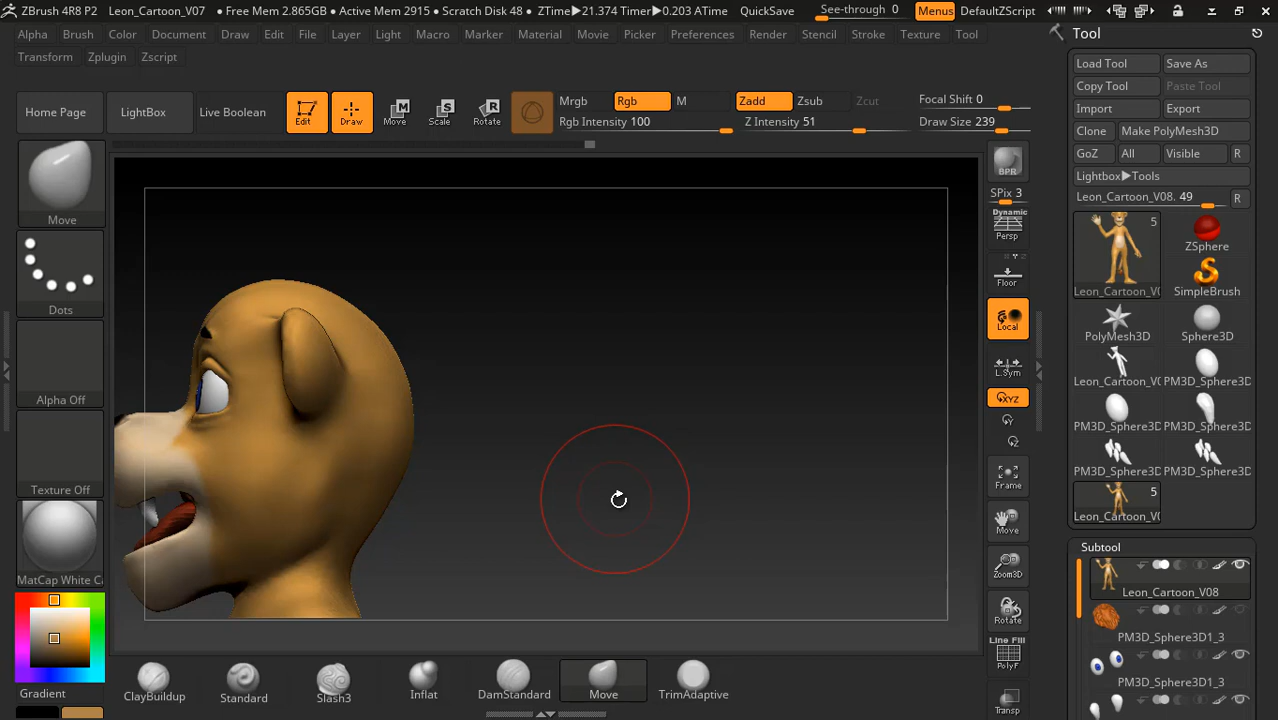 ZBrush 4R8 P2 Leon_Cartoon_V07 • Free Mem 2.865GB • Active Mem 2915 • Scratch Disk 48 • ZTime▶21.374 Timer▶0.203 ATime QuickSave See-through 0 Menus DefaultZScript
Alpha Brush Color Document Draw Edit File Layer Light Macro Marker Material Movie Picker Preferences Render Stencil Stroke Texture Tool
Transform Zplugin Zscript
Home Page LightBox Live Boolean Edit Draw Move Scale Rotate
Mrgb Rgb M Zadd Zsub Zcut Focal Shift 0
Rgb Intensity 100 Z Intensity 51 Draw Size 239
Move
Dots
Alpha Off
Texture Off
MatCap White C
Gradient
BPR
SPix 3
Dynamic
Persp
Floor
Local
L.Sym
XYZ
Y
Z
Frame
Move
Zoom3D
Rotate
Line Fill
PolyF
Transp
ClayBuildup Standard Slash3 Inflat DamStandard Move TrimAdaptive
Tool
Load Tool Save As
Copy Tool Paste Tool
Import Export
Clone Make PolyMesh3D
GoZ All Visible R
Lightbox▶Tools
Leon_Cartoon_V08. 49 R
5
Leon_Cartoon_V0 ZSphere
SimpleBrush
PolyMesh3D Sphere3D
Leon_Cartoon_V0 PM3D_Sphere3D
PM3D_Sphere3D PM3D_Sphere3D
PM3D_Sphere3D PM3D_Sphere3D
5
Leon_Cartoon_V0
Subtool
Leon_Cartoon_V08
PM3D_Sphere3D1_3
PM3D_Sphere3D1_3